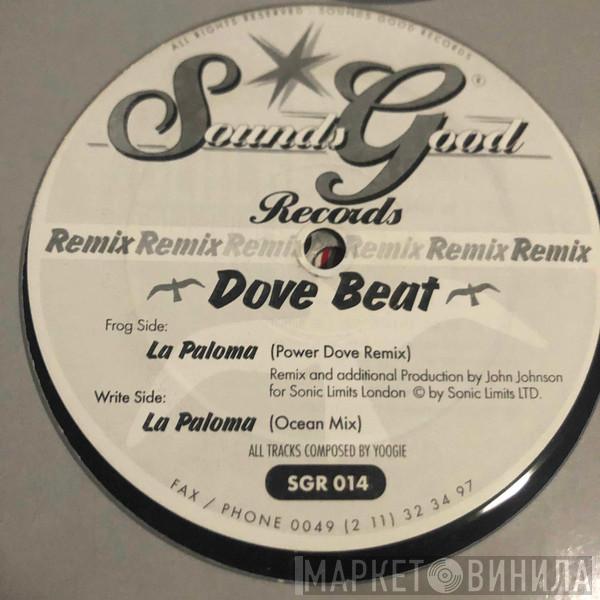 ALL RIGHTS RESERVED · SOUNDS GOOD RECORDS
Sounds Good ®
Records
Remix Remix Remix Remix Remix Remix
Dove Beat
Frog Side:
La Paloma (Power Dove Remix)
Remix and additional Production by John Johnson
for Sonic Limits London © by Sonic Limits LTD.
Write Side:
La Paloma (Ocean Mix)
ALL TRACKS COMPOSED BY YOOGIE
SGR 014
FAX / PHONE 0049 (2 11) 32 34 97
МАРКЕТ ВИНИЛА